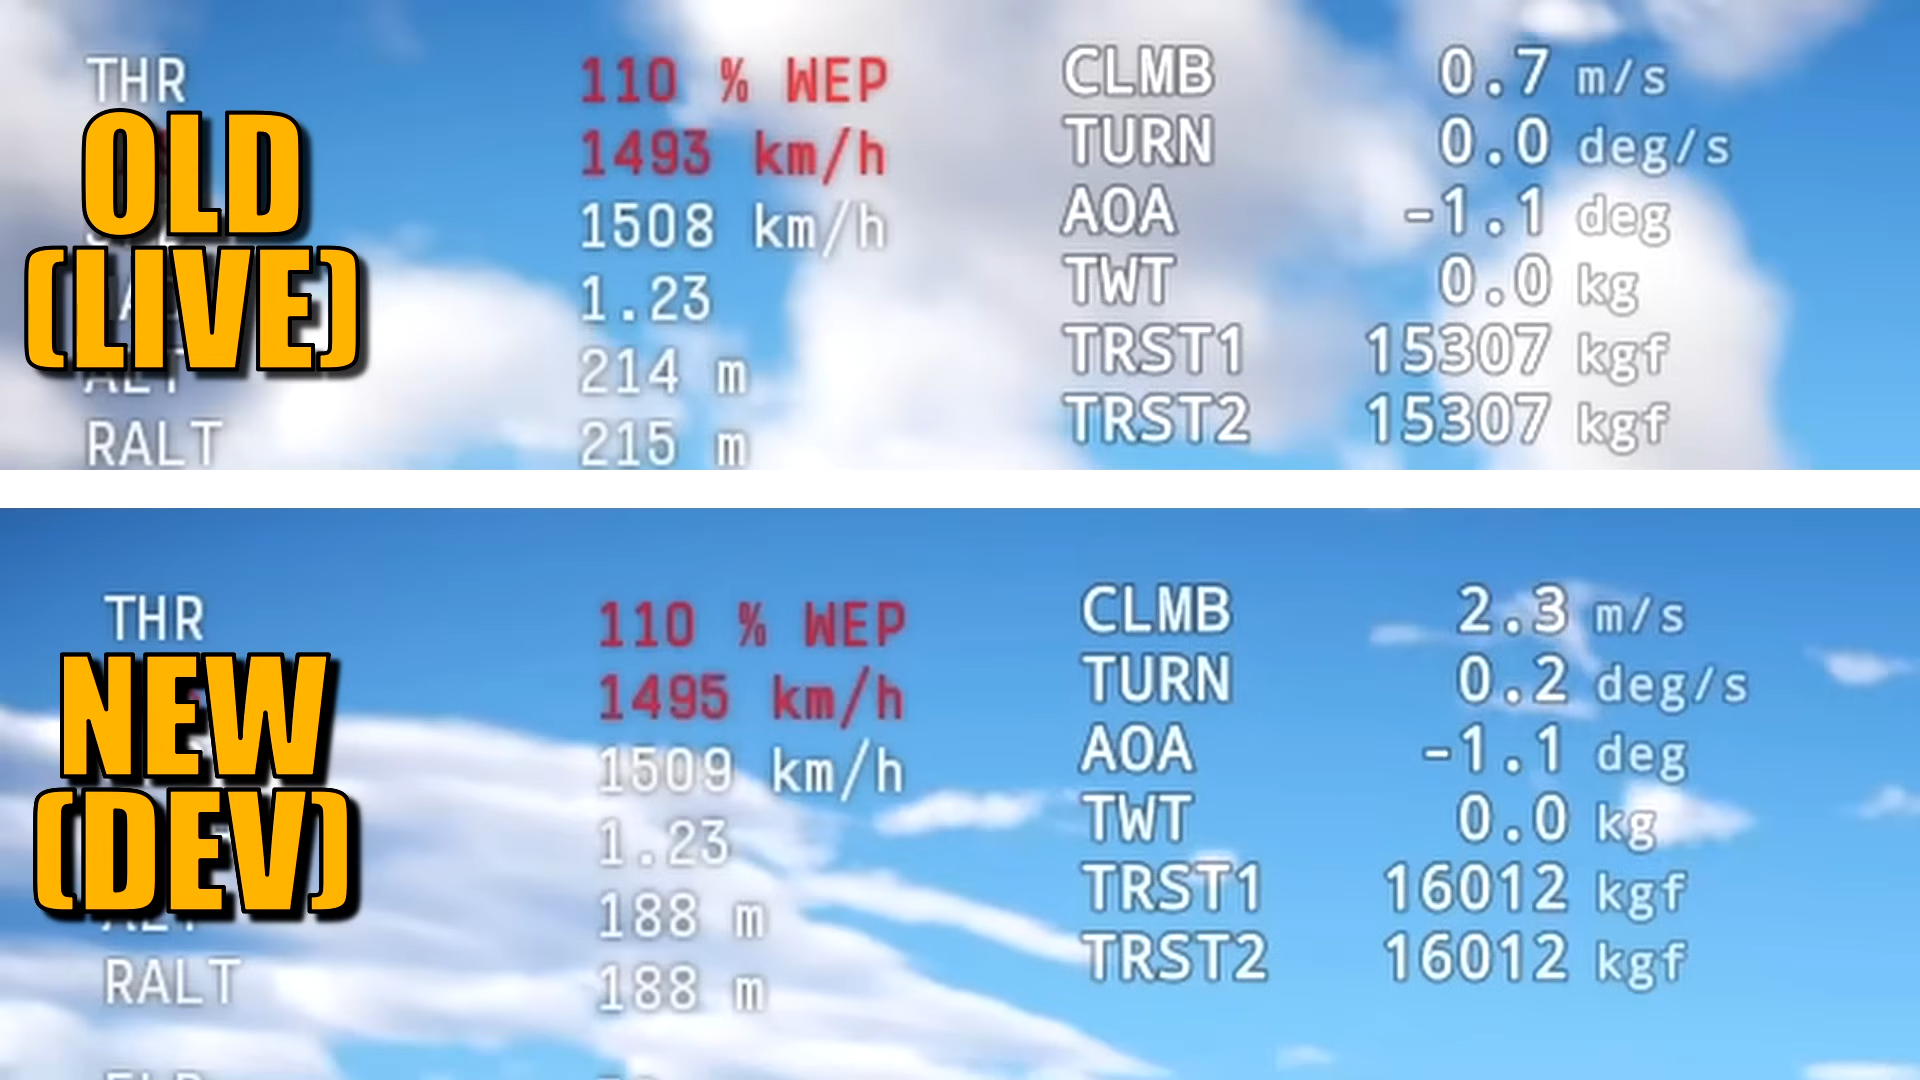 THR 110 % WEP
1493 km/h
1508 km/h
1.23
ALT 214 m
RALT 215 m
OLD
(LIVE)
CLMB 0.7 m/s
TURN 0.0 deg/s
AOA -1.1 deg
TWT 0.0 kg
TRST1 15307 kgf
TRST2 15307 kgf
THR 110 % WEP
1495 km/h
1509 km/h
1.23
ALT 188 m
RALT 188 m
NEW
(DEV)
CLMB 2.3 m/s
TURN 0.2 deg/s
AOA -1.1 deg
TWT 0.0 kg
TRST1 16012 kgf
TRST2 16012 kgf